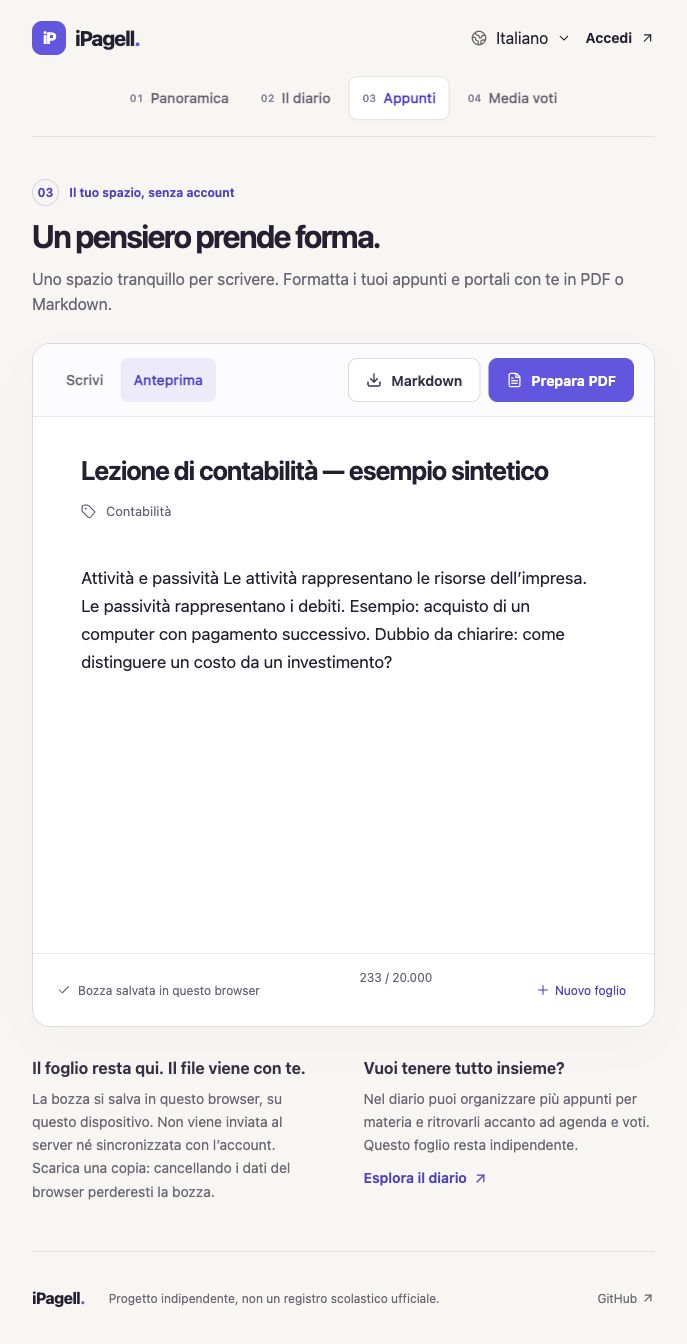 iP iPagell.
Italiano Accedi
01 Panoramica 02 Il diario 03 Appunti 04 Media voti
03 Il tuo spazio, senza account
Un pensiero prende forma.
Uno spazio tranquillo per scrivere. Formatta i tuoi appunti e portali con te in PDF o
Markdown.
Scrivi Anteprima Markdown Prepara PDF
Lezione di contabilità — esempio sintetico
Contabilità
Attività e passività Le attività rappresentano le risorse dell’impresa.
Le passività rappresentano i debiti. Esempio: acquisto di un
computer con pagamento successivo. Dubbio da chiarire: come
distinguere un costo da un investimento?
Bozza salvata in questo browser 233 / 20.000 Nuovo foglio
Il foglio resta qui. Il file viene con te.
La bozza si salva in questo browser, su
questo dispositivo. Non viene inviata al
server né sincronizzata con l’account.
Scarica una copia: cancellando i dati del
browser perderesti la bozza.
Vuoi tenere tutto insieme?
Nel diario puoi organizzare più appunti per
materia e ritrovarli accanto ad agenda e voti.
Questo foglio resta indipendente.
Esplora il diario
iPagell. Progetto indipendente, non un registro scolastico ufficiale. GitHub